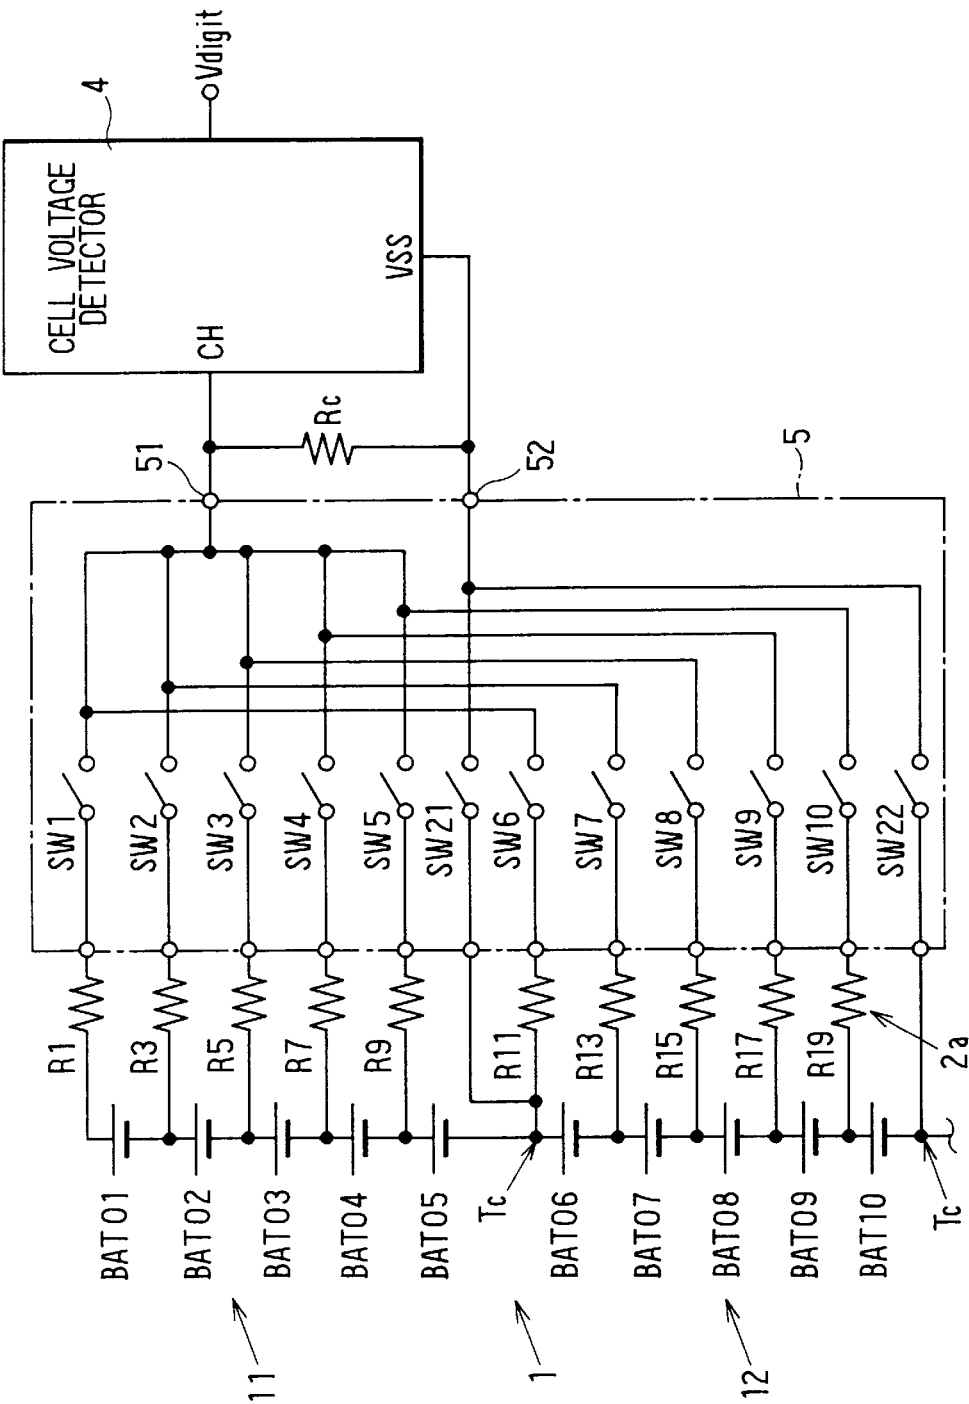 CELL VOLTAGE
DETECTOR
CH
VSS
4
Vdigit
51
52
Rc
5
SW1
SW2
SW3
SW4
SW5
SW21
SW6
SW7
SW8
SW9
SW10
SW22
R1
R3
R5
R7
R9
R11
R13
R15
R17
R19
2a
BAT01
BAT02
BAT03
BAT04
BAT05
Tc
BAT06
BAT07
BAT08
BAT09
BAT10
Tc
11
1
12